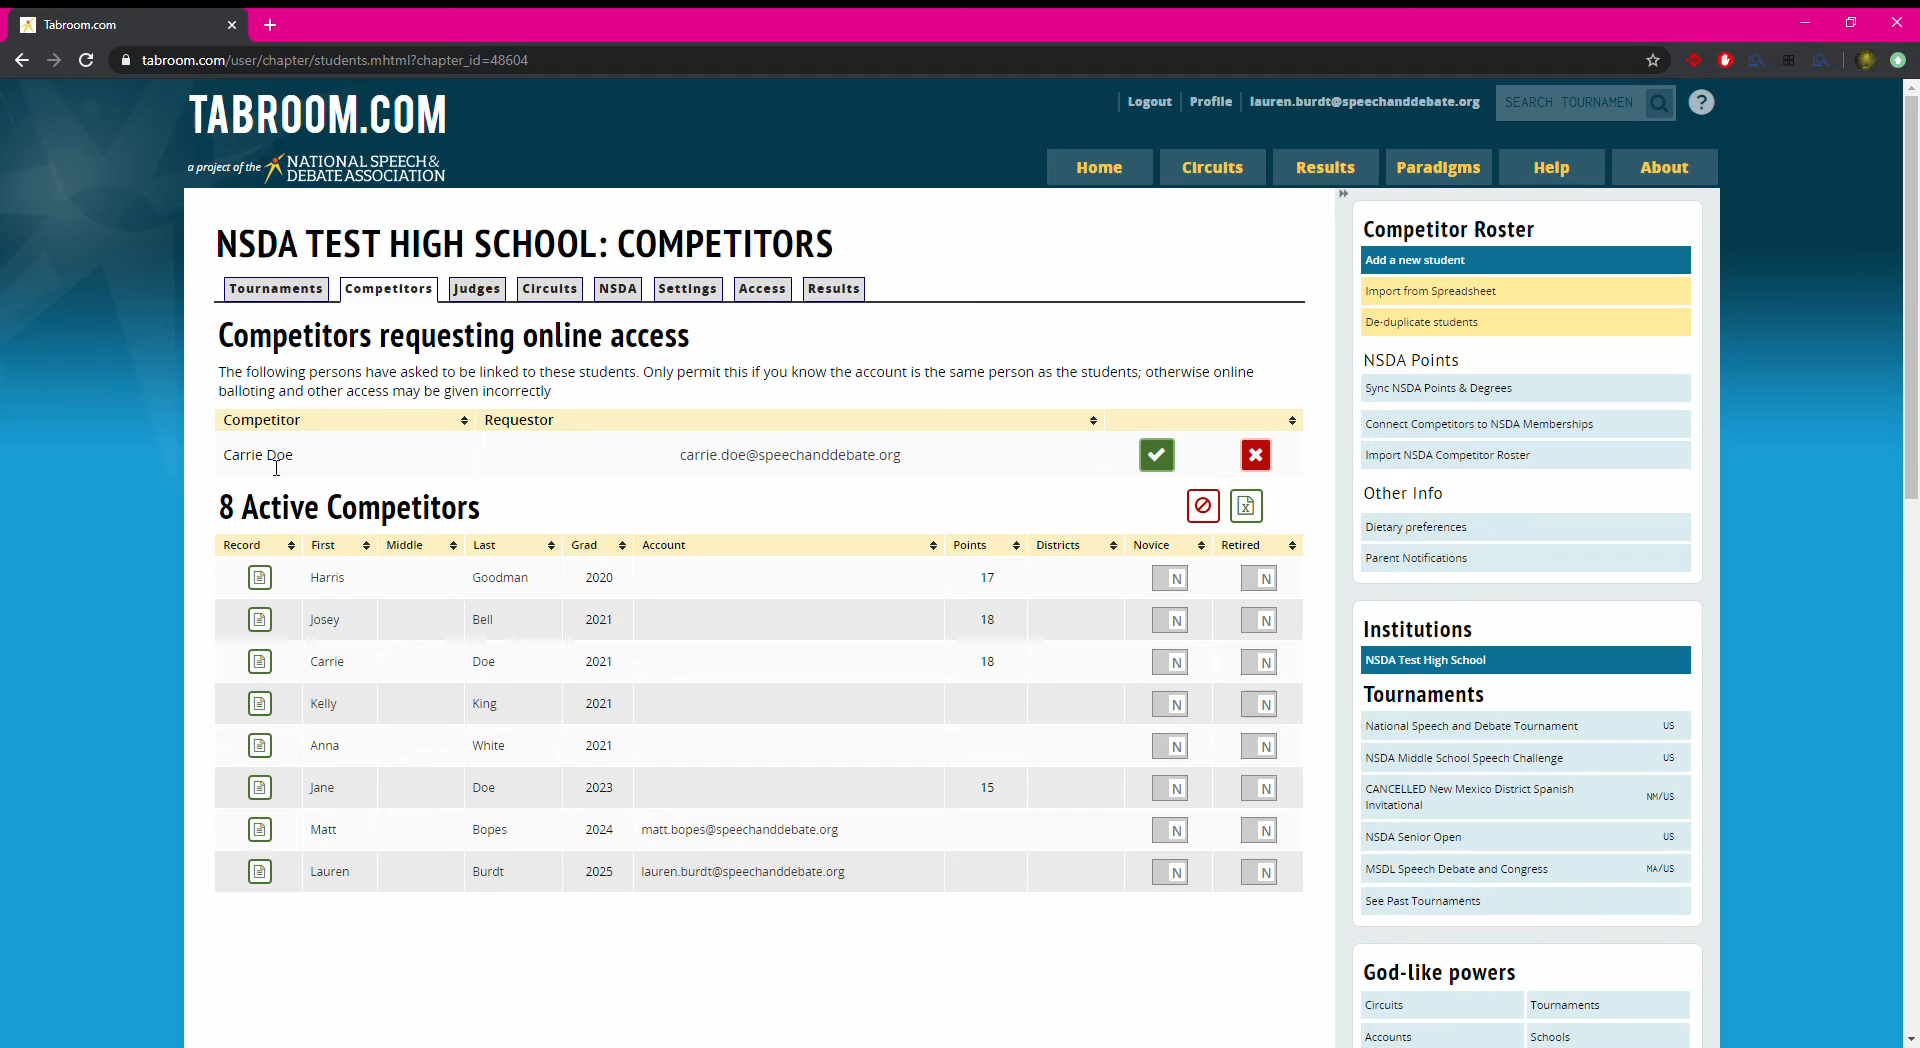 Tabroom.com
tabroom.com/user/chapter/students.mhtml?chapter_id=48604
TABROOM.COM
a project of the NATIONAL SPEECH & DEBATE ASSOCIATION
Logout Profile lauren.burdt@speechanddebate.org SEARCH TOURNAMEN ?
Home Circuits Results Paradigms Help About
NSDA TEST HIGH SCHOOL: COMPETITORS
Tournaments Competitors Judges Circuits NSDA Settings Access Results
Competitors requesting online access
The following persons have asked to be linked to these students. Only permit this if you know the account is the same person as the students; otherwise online
balloting and other access may be given incorrectly
Competitor Requestor
Carrie Doe carrie.doe@speechanddebate.org
8 Active Competitors
Record First Middle Last Grad Account Points Districts Novice Retired
Harris Goodman 2020 17 N N
Josey Bell 2021 18 N N
Carrie Doe 2021 18 N N
Kelly King 2021 N N
Anna White 2021 N N
Jane Doe 2023 15 N N
Matt Bopes 2024 matt.bopes@speechanddebate.org N N
Lauren Burdt 2025 lauren.burdt@speechanddebate.org N N
Competitor Roster
Add a new student
Import from Spreadsheet
De-duplicate students
NSDA Points
Sync NSDA Points & Degrees
Connect Competitors to NSDA Memberships
Import NSDA Competitor Roster
Other Info
Dietary preferences
Parent Notifications
Institutions
NSDA Test High School
Tournaments
National Speech and Debate Tournament US
NSDA Middle School Speech Challenge US
CANCELLED New Mexico District Spanish
Invitational NM/US
NSDA Senior Open US
MSDL Speech Debate and Congress MA/US
See Past Tournaments
God-like powers
Circuits Tournaments
Accounts Schools